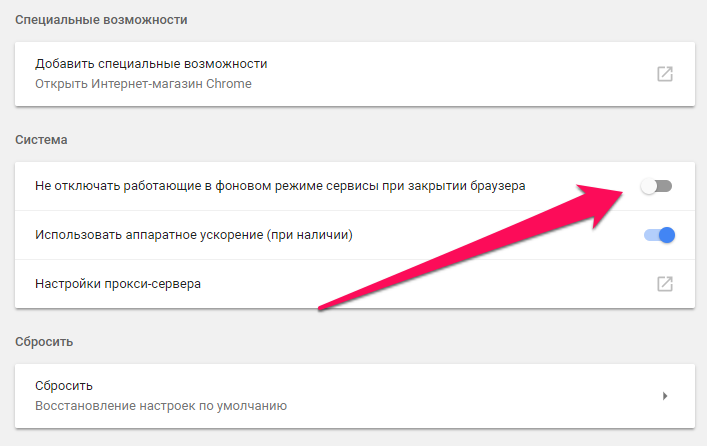 Специальные возможности
Добавить специальные возможности
Открыть Интернет-магазин Chrome
Система
Не отключать работающие в фоновом режиме сервисы при закрытии браузера
Использовать аппаратное ускорение (при наличии)
Настройки прокси-сервера
Сбросить
Сбросить
Восстановление настроек по умолчанию